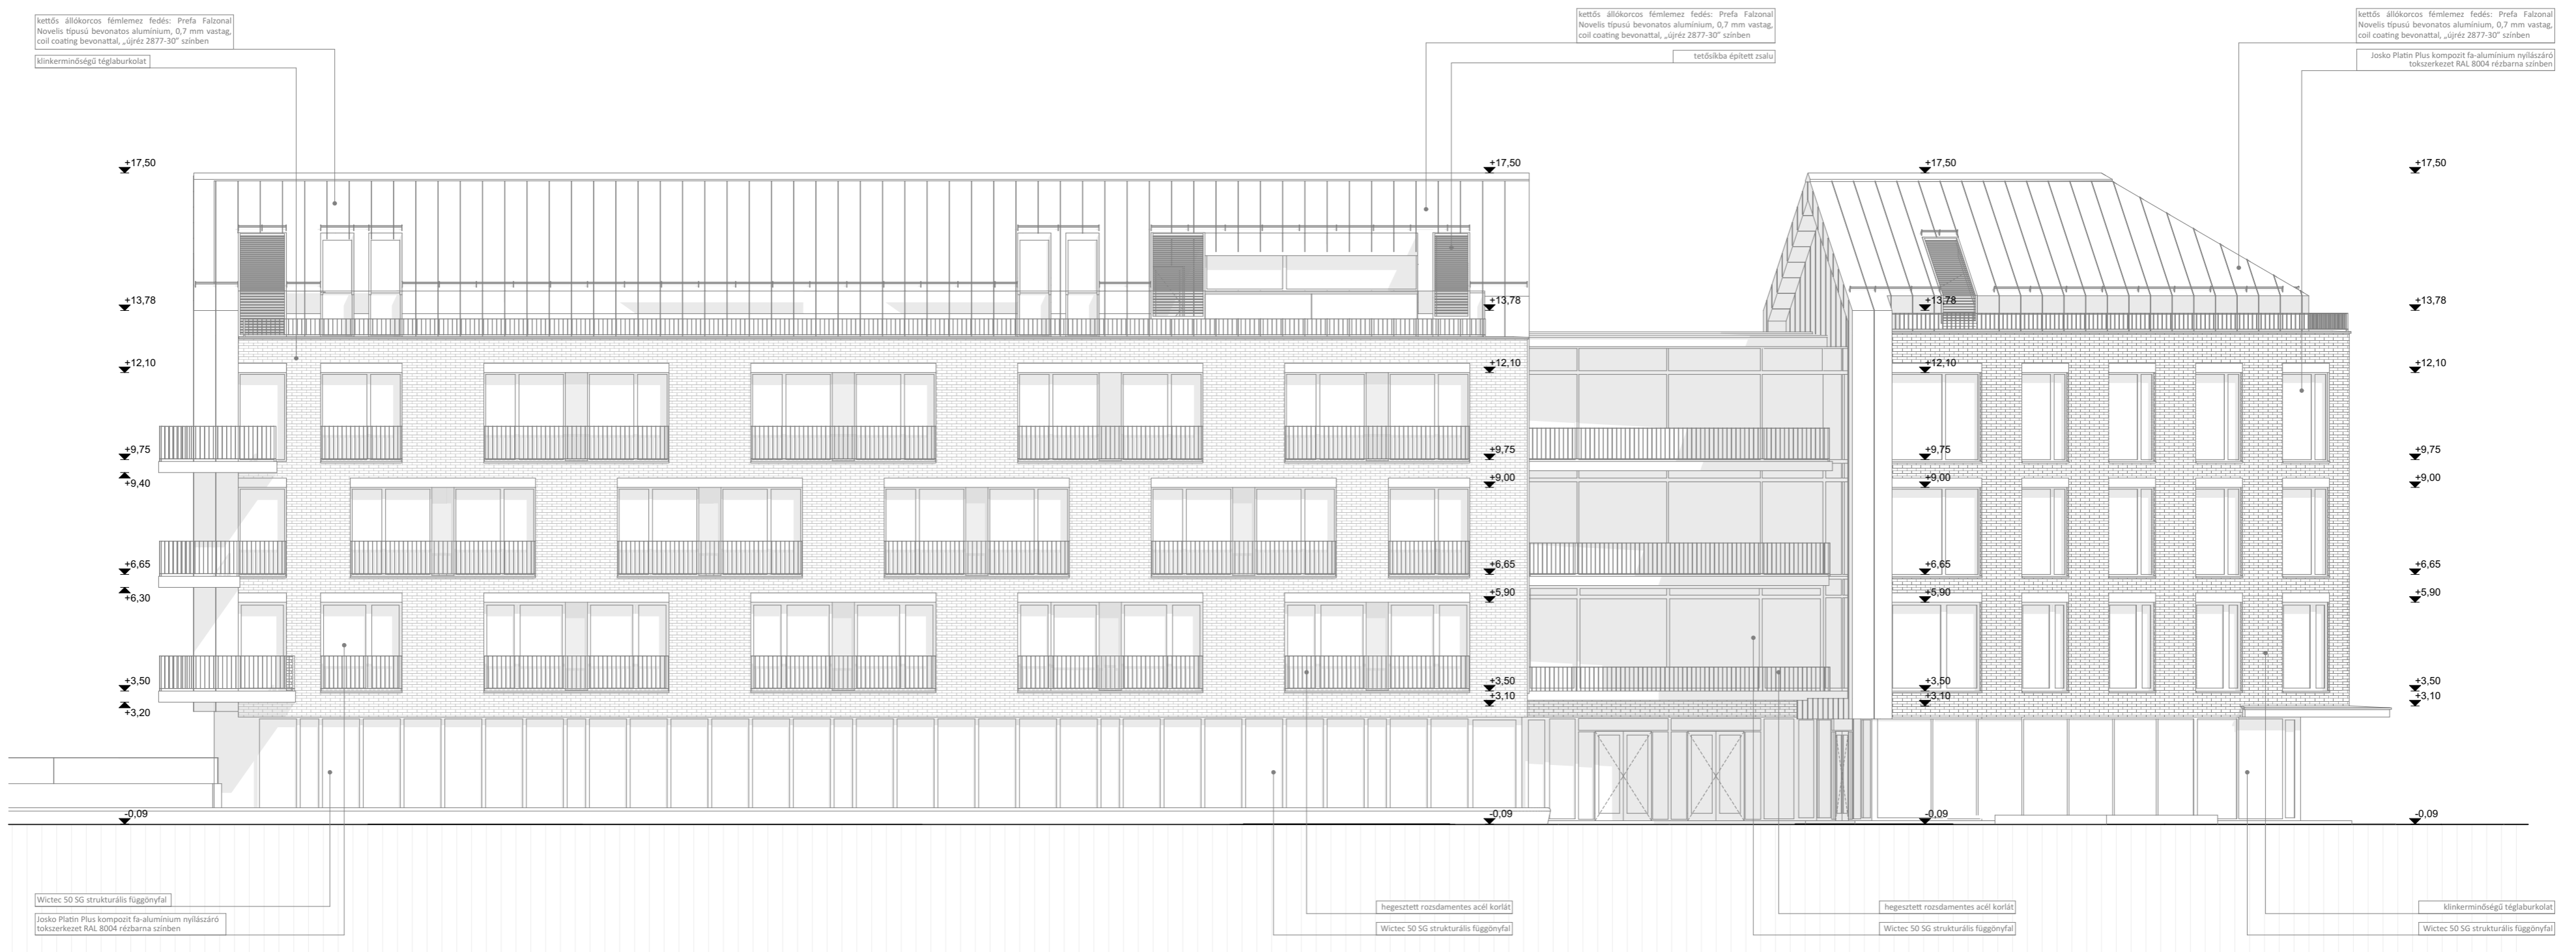 kettős állókorcos fémlemez fedés: Prefa Falzonal
Novelis típusú bevonatos alumínium, 0,7 mm vastag,
coil coating bevonattal, „újréz 2877-30” színben
klinkerminőségű téglaburkolat
kettős állókorcos fémlemez fedés: Prefa Falzonal
Novelis típusú bevonatos alumínium, 0,7 mm vastag,
coil coating bevonattal, „újréz 2877-30” színben
tetősíkba épített zsalu
kettős állókorcos fémlemez fedés: Prefa Falzonal
Novelis típusú bevonatos alumínium, 0,7 mm vastag,
coil coating bevonattal, „újréz 2877-30” színben
Josko Platin Plus kompozit fa-alumínium nyílászáró
tokszerkezet RAL 8004 rézbarna színben
+17,50
+13,78
+12,10
+9,75
+9,40
+6,65
+6,30
+3,50
+3,20
-0,09
+17,50
+13,78
+12,10
+9,75
+9,00
+6,65
+5,90
+3,50
+3,10
-0,09
+17,50
+13,78
+12,10
+9,75
+9,00
+6,65
+5,90
+3,50
+3,10
-0,09
+17,50
+13,78
+12,10
+9,75
+9,00
+6,65
+5,90
+3,50
+3,10
-0,09
Wictec 50 SG strukturális függönyfal
Josko Platin Plus kompozit fa-alumínium nyílászáró
tokszerkezet RAL 8004 rézbarna színben
hegesztett rozsdamentes acél korlát
Wictec 50 SG strukturális függönyfal
hegesztett rozsdamentes acél korlát
Wictec 50 SG strukturális függönyfal
klinkerminőségű téglaburkolat
Wictec 50 SG strukturális függönyfal